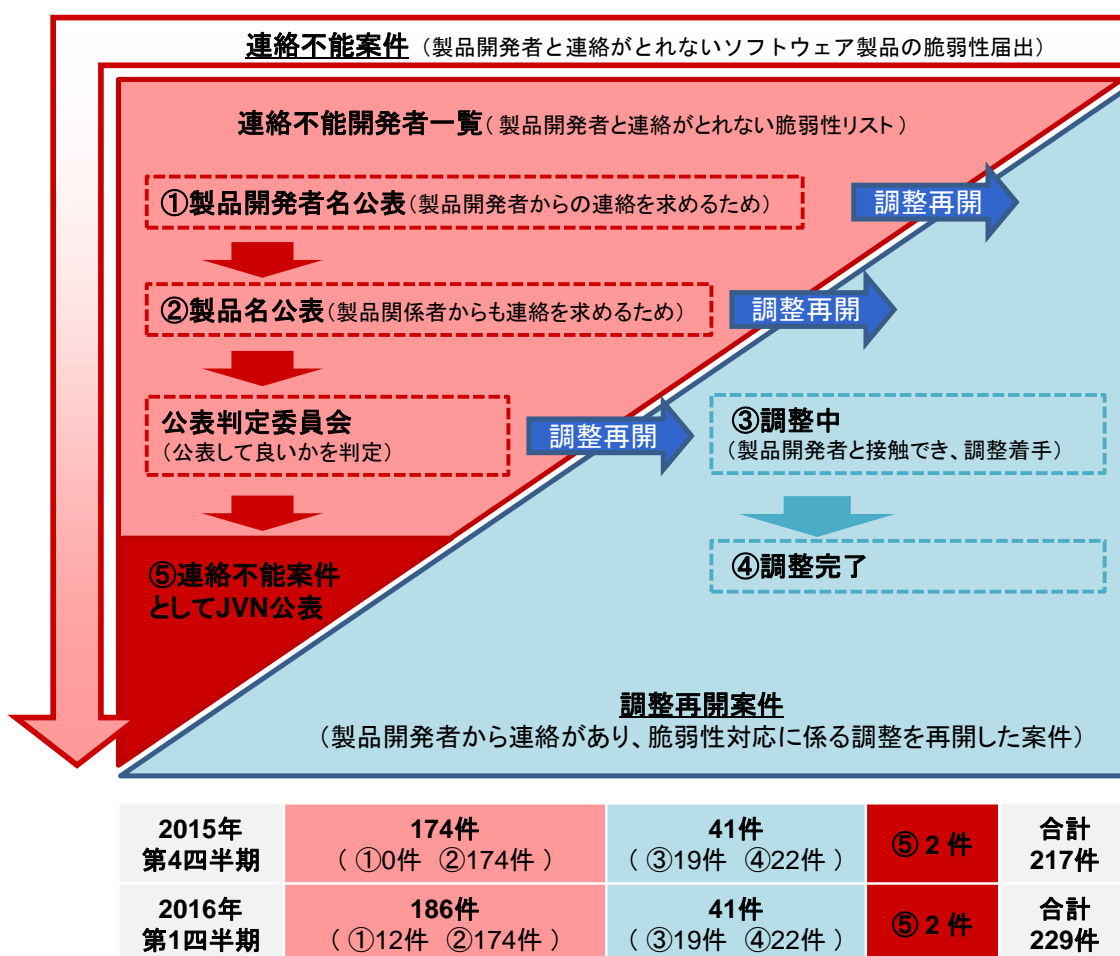 連絡不能案件（製品開発者と連絡がとれないソフトウェア製品の脆弱性届出）
連絡不能開発者一覧（製品開発者と連絡がとれない脆弱性リスト）
①製品開発者名公表（製品開発者からの連絡を求めるため）
調整再開
②製品名公表（製品関係者からも連絡を求めるため）
調整再開
公表判定委員会
（公表して良いかを判定）
調整再開
③調整中
（製品開発者と接触でき、調整着手）
④調整完了
⑤連絡不能案件
としてJVN公表
調整再開案件
（製品開発者から連絡があり、脆弱性対応に係る調整を再開した案件）
2015年
第4四半期
174件
（ ①0件 ②174件 ）
41件
（ ③19件 ④22件 ）
⑤ 2 件
合計
217件
2016年
第1四半期
186件
（ ①12件 ②174件 ）
41件
（ ③19件 ④22件 ）
⑤ 2 件
合計
229件